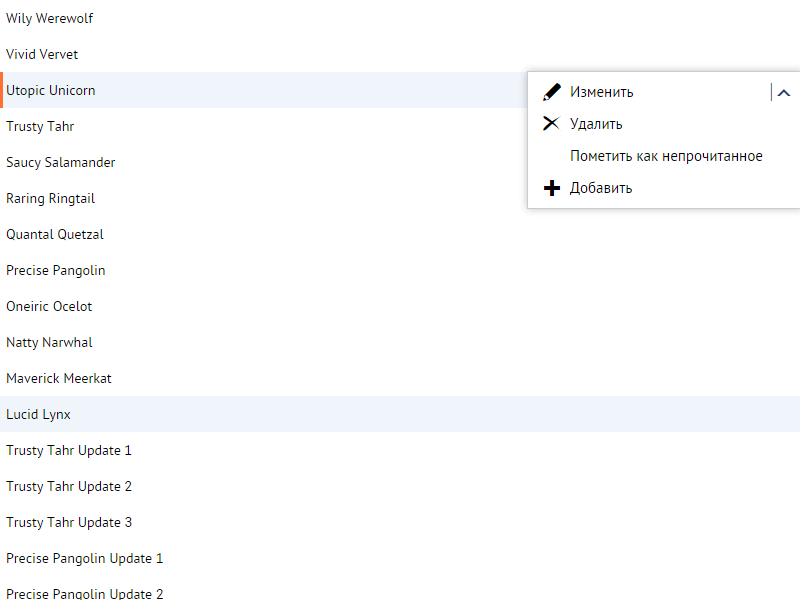 Wily Werewolf
Vivid Vervet
Utopic Unicorn
Trusty Tahr
Saucy Salamander
Raring Ringtail
Quantal Quetzal
Precise Pangolin
Oneiric Ocelot
Natty Narwhal
Maverick Meerkat
Lucid Lynx
Trusty Tahr Update 1
Trusty Tahr Update 2
Trusty Tahr Update 3
Precise Pangolin Update 1
Precise Pangolin Update 2
Изменить
Удалить
Пометить как непрочитанное
Добавить